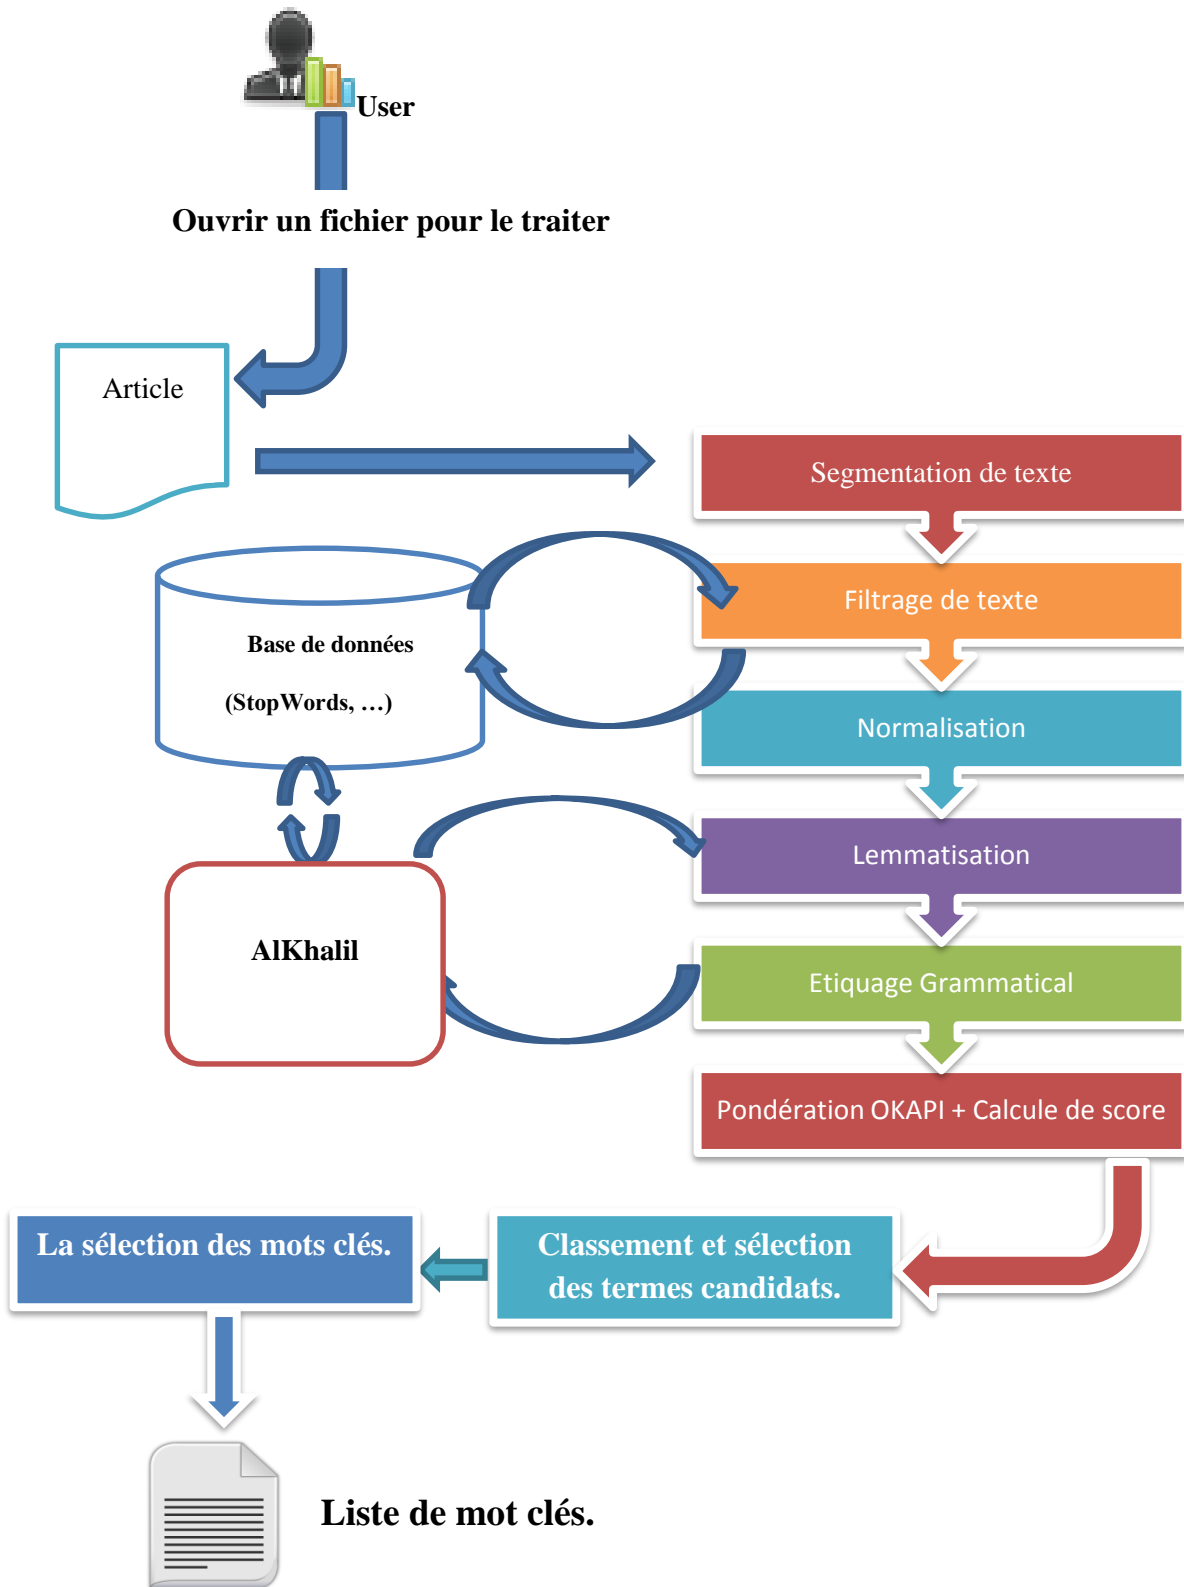 User
Ouvrir un fichier pour le traiter
Article
Segmentation de texte
Filtrage de texte
Base de données
(StopWords, …)
Normalisation
Lemmatisation
AlKhalil
Etiquage Grammatical
Pondération OKAPI + Calcule de score
La sélection des mots clés.
Classement et sélection
des termes candidats.
Liste de mot clés.